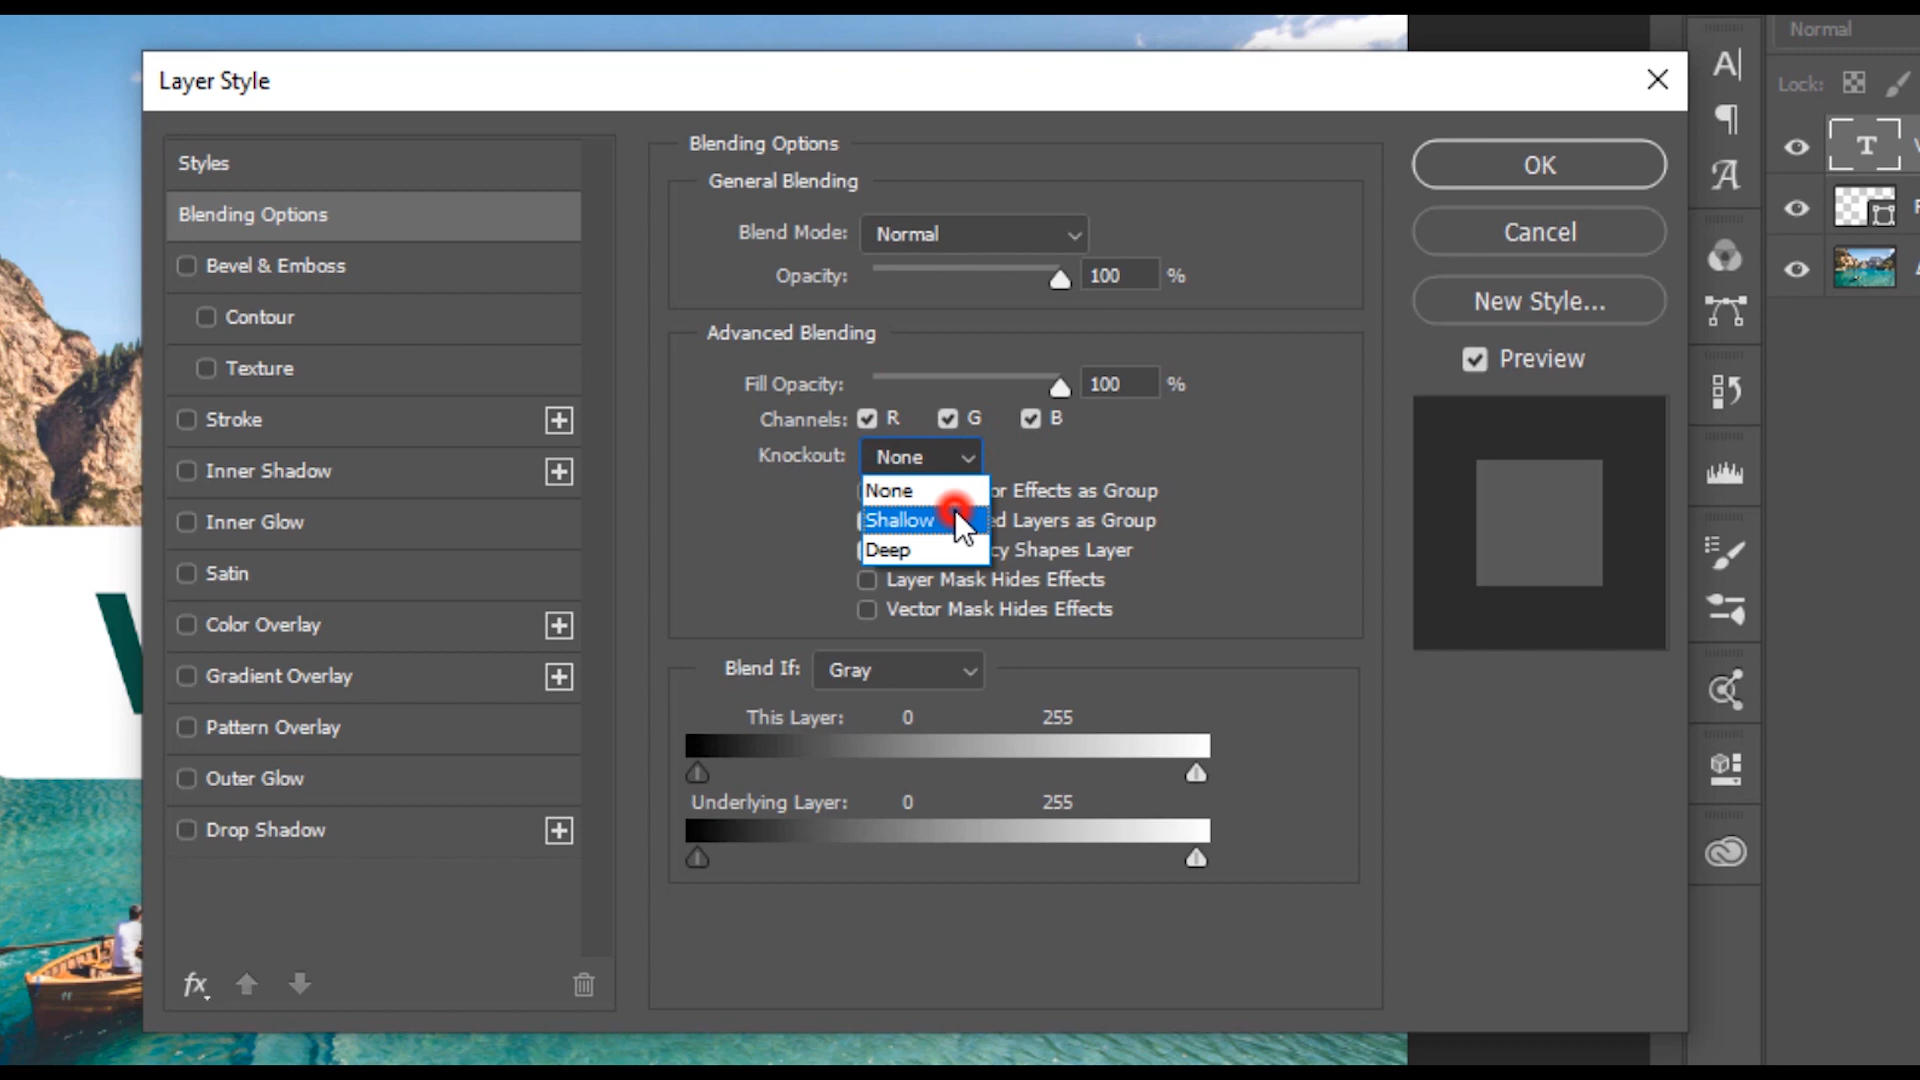 Layer Style
Normal
Lock:
Styles
Blending Options
Bevel & Emboss
Contour
Texture
Stroke
Inner Shadow
Inner Glow
Satin
Color Overlay
Gradient Overlay
Pattern Overlay
Outer Glow
Drop Shadow
fx
Blending Options
General Blending
Blend Mode: Normal
Opacity: 100 %
Advanced Blending
Fill Opacity: 100 %
Channels: R G B
Knockout: None
None
Shallow
Deep
Effects as Group
Layers as Group
Shapes Layer
Layer Mask Hides Effects
Vector Mask Hides Effects
Blend If: Gray
This Layer: 0 255
Underlying Layer: 0 255
OK
Cancel
New Style...
Preview
A
A
T